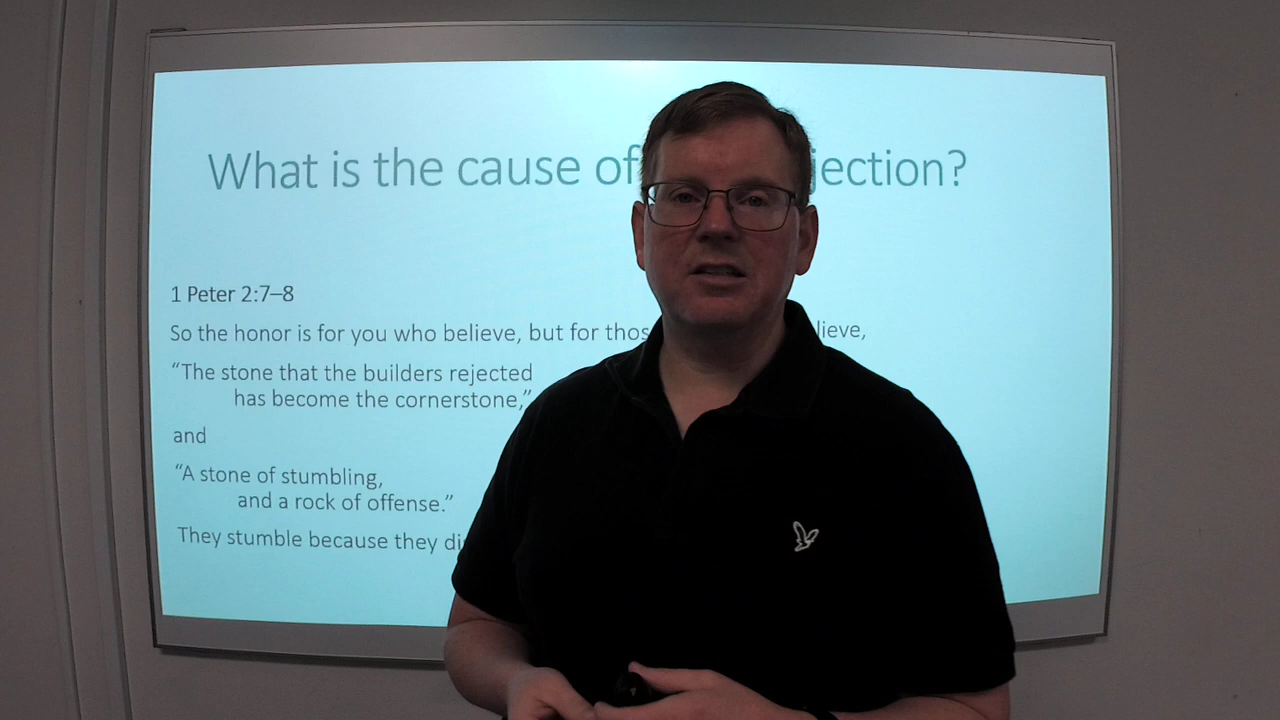 What is the cause of jection?
1 Peter 2:7–8
So the honor is for you who believe, but for thos lieve,
“The stone that the builders rejected
has become the cornerstone,”
and
“A stone of stumbling,
and a rock of offense.”
They stumble because they di